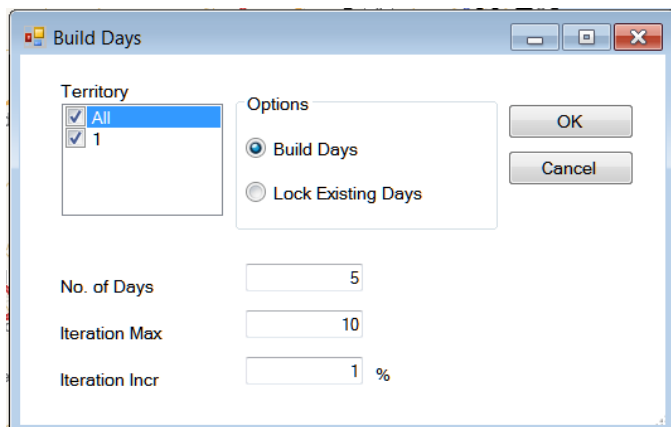 Build Days
Territory
All
1
Options
Build Days
Lock Existing Days
OK
Cancel
No. of Days 5
Iteration Max 10
Iteration Incr 1 %